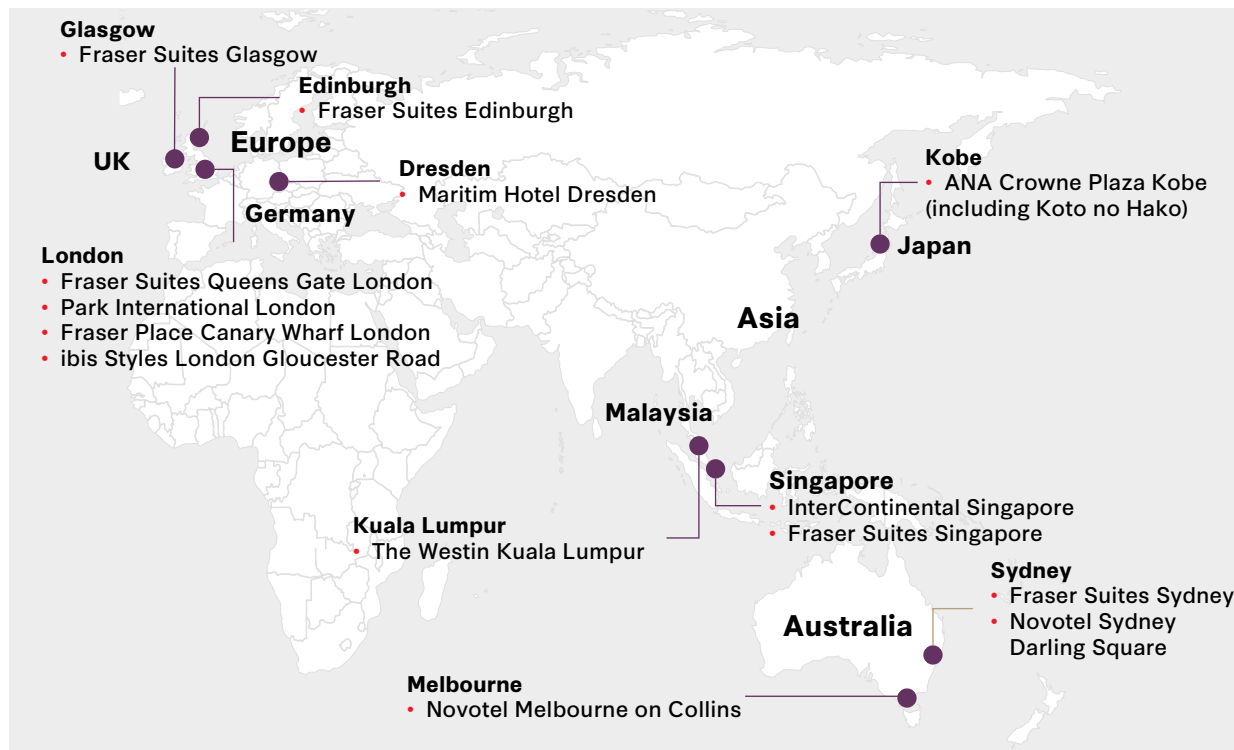 Glasgow
• Fraser Suites Glasgow
Edinburgh
• Fraser Suites Edinburgh
Europe
UK
Dresden
• Maritim Hotel Dresden
Germany
Kobe
• ANA Crowne Plaza Kobe
(including Koto no Hako)
Japan
London
• Fraser Suites Queens Gate London
• Park International London
• Fraser Place Canary Wharf London
• ibis Styles London Gloucester Road
Asia
Malaysia
Singapore
• InterContinental Singapore
• Fraser Suites Singapore
Kuala Lumpur
• The Westin Kuala Lumpur
Sydney
• Fraser Suites Sydney
• Novotel Sydney
Darling Square
Australia
Melbourne
• Novotel Melbourne on Collins